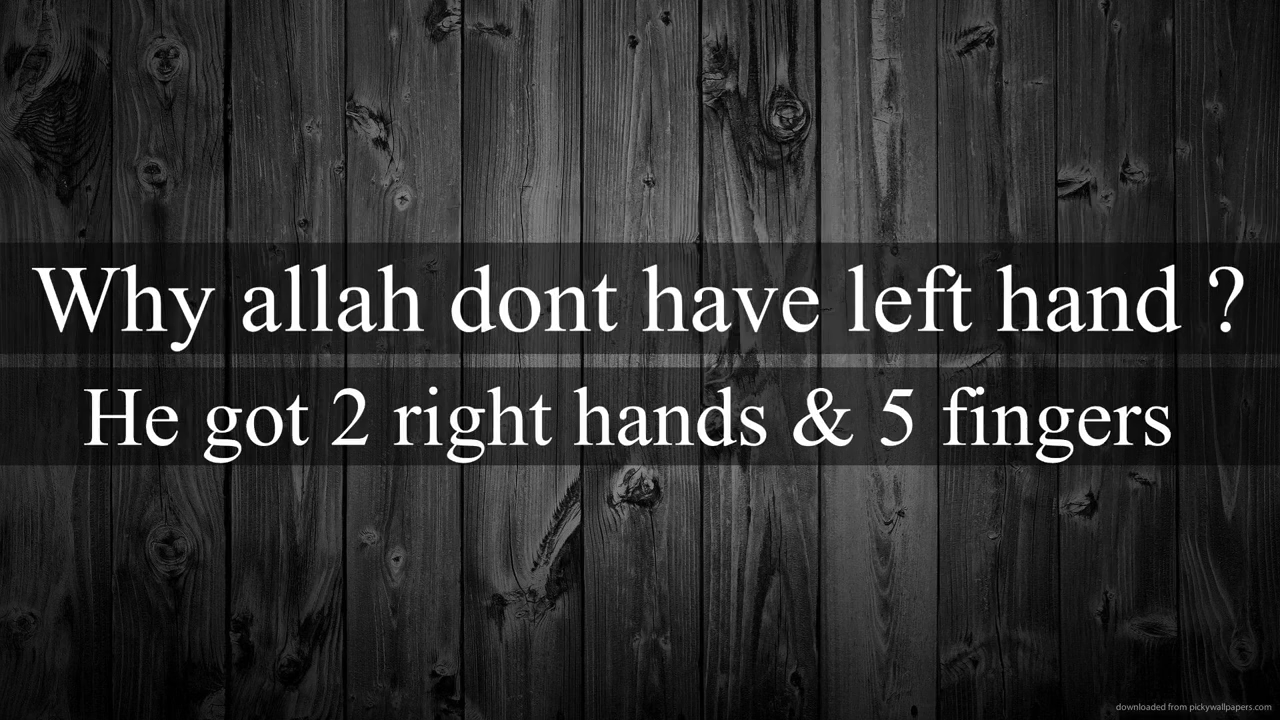 Why allah dont have left hand ?
He got 2 right hands & 5 fingers
downloaded from pickywallpapers.com